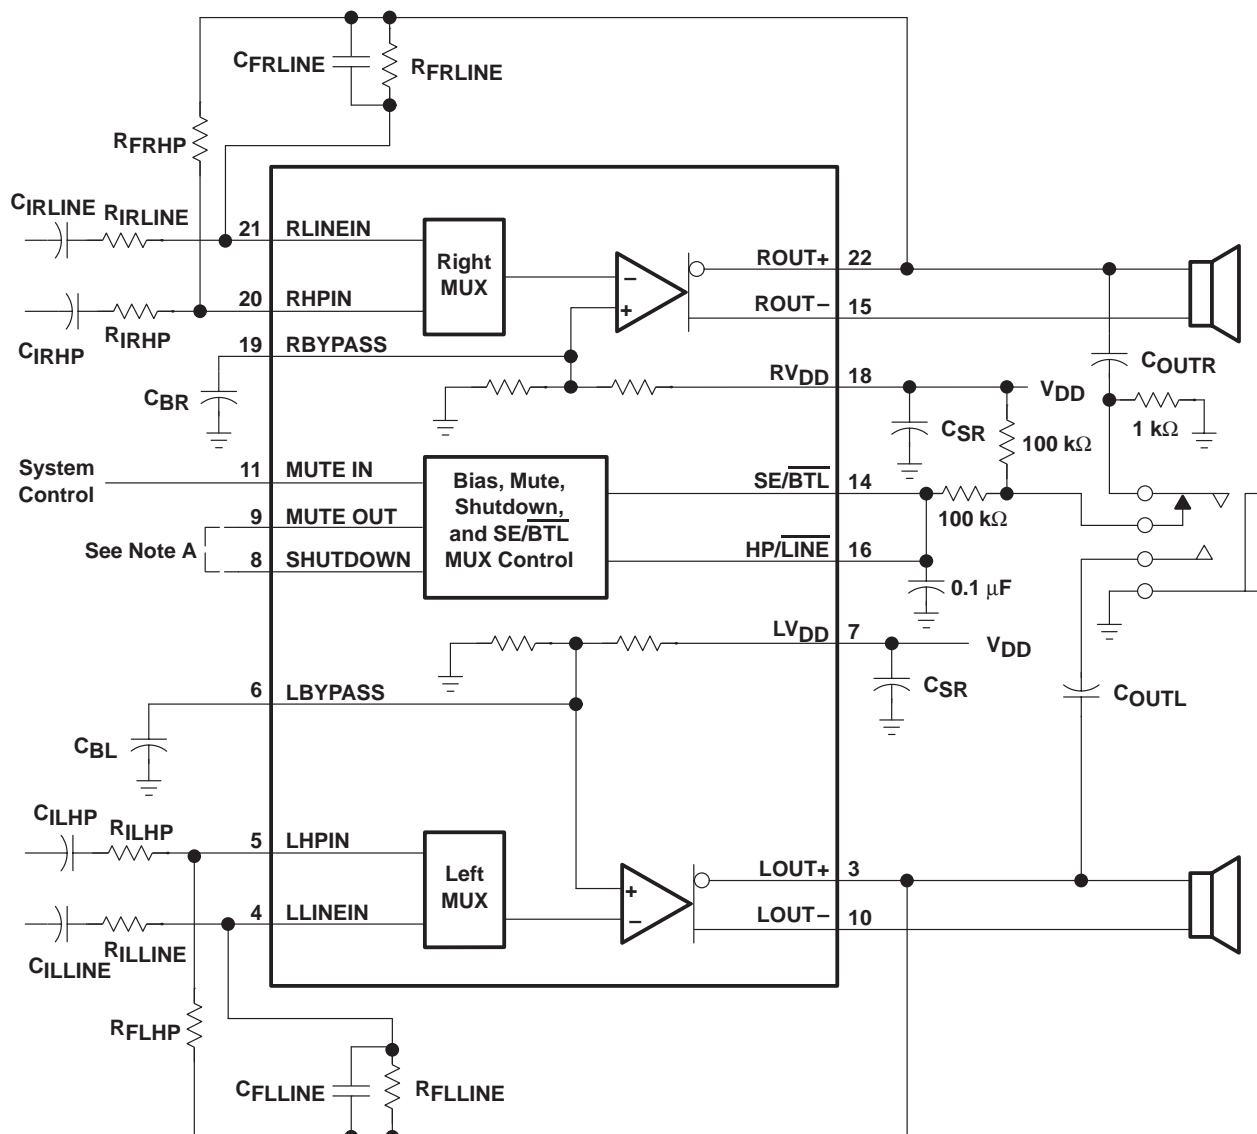 CFRLINE
RFRLINE
RFRHP
CIRLINE
RIRLINE
21
RLINEIN
Right
MUX
−
+
ROUT+
22
20
RHPIN
ROUT−
15
RIRHP
CIRHP
19
RBYPASS
COUTR
CBR
RVDD
18
VDD
CSR
100 kΩ
1 kΩ
System
Control
11
MUTE IN
Bias, Mute,
Shutdown,
and SE/BTL
MUX Control
SE/BTL
14
100 kΩ
9
MUTE OUT
See Note A
8
SHUTDOWN
HP/LINE
16
0.1 μF
LVDD
7
VDD
6
LBYPASS
CSR
COUTL
CBL
CILHP
RILHP
5
LHPIN
Left
MUX
+
−
LOUT+
3
4
LLINEIN
LOUT−
10
RILLINE
CILLINE
RFLHP
CFLLINE
RFLLINE